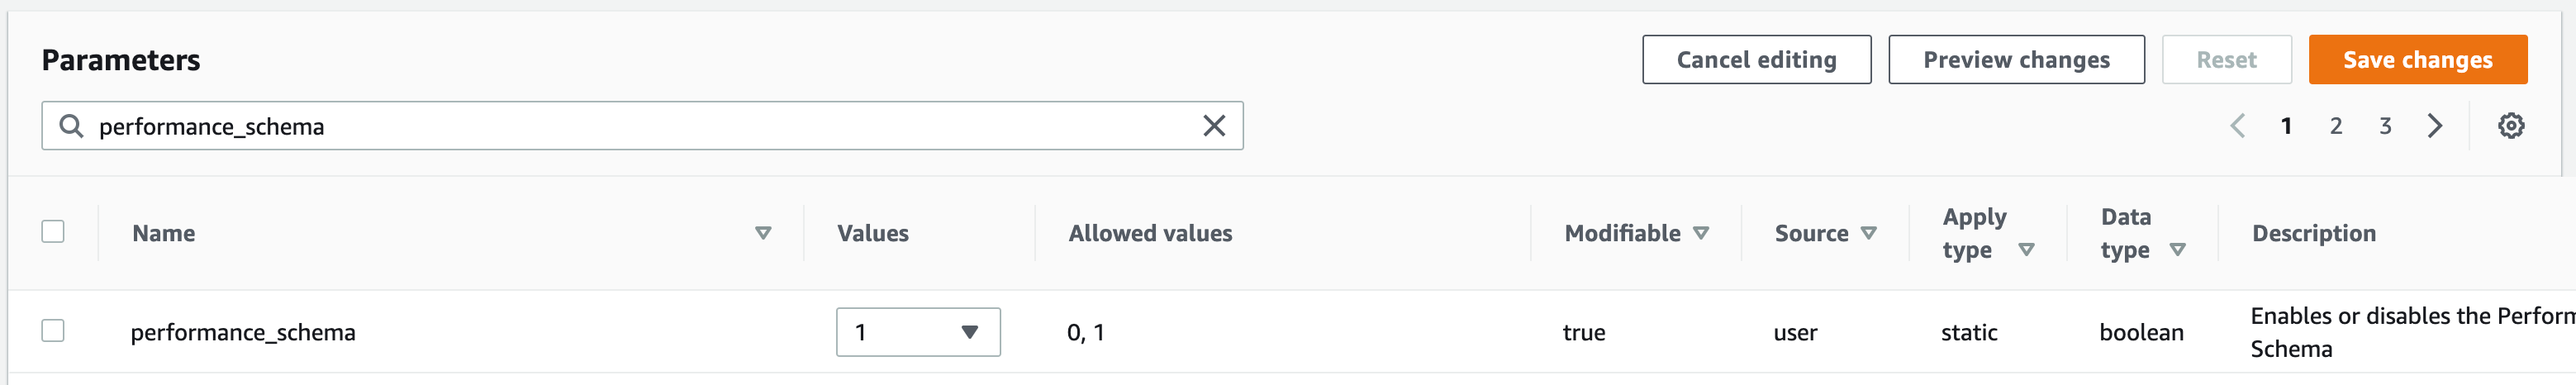 Parameters
Cancel editing
Preview changes
Reset
Save changes
performance_schema
1 2 3
Name
Values
Allowed values
Modifiable
Source
Apply
type
Data
type
Description
performance_schema
1
0, 1
true
user
static
boolean
Enables or disables the Perform
Schema